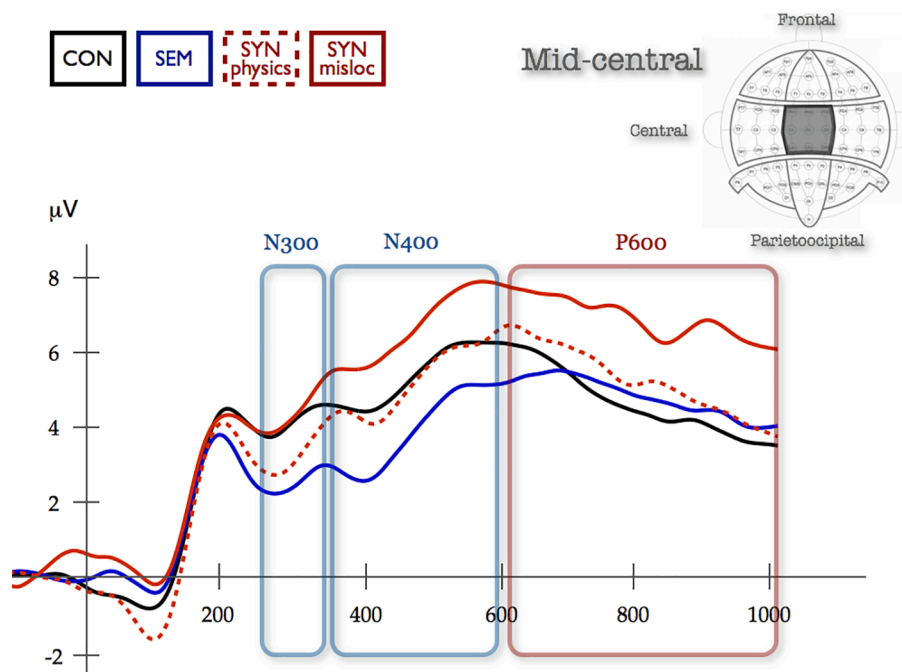 Frontal
CON
SEM
SYN
physics
SYN
misloc
Mid-central
Central
Parietoocipital
μV
N300
N400
P600
8
6
4
2
200
400
600
800
1000
-2